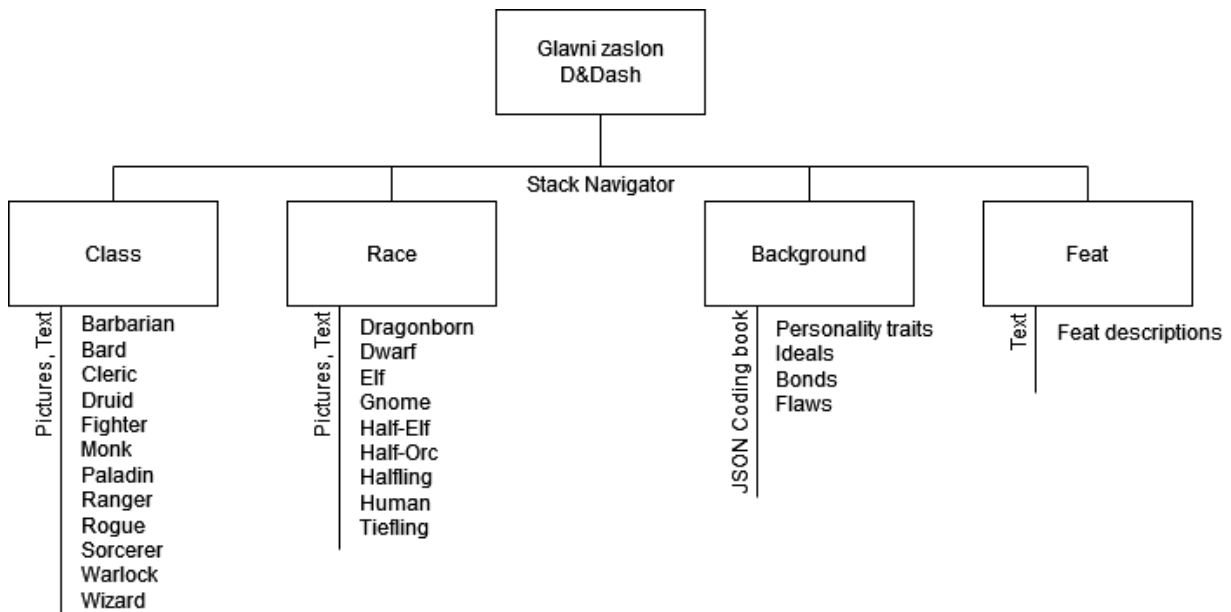 Glavni zaslon
D&Dash
Stack Navigator
Class
Race
Background
Feat
Pictures, Text
Barbarian
Bard
Cleric
Druid
Fighter
Monk
Paladin
Ranger
Rogue
Sorcerer
Warlock
Wizard
Pictures, Text
Dragonborn
Dwarf
Elf
Gnome
Half-Elf
Half-Orc
Halfling
Human
Tiefling
JSON Coding book
Personality traits
Ideals
Bonds
Flaws
Text
Feat descriptions